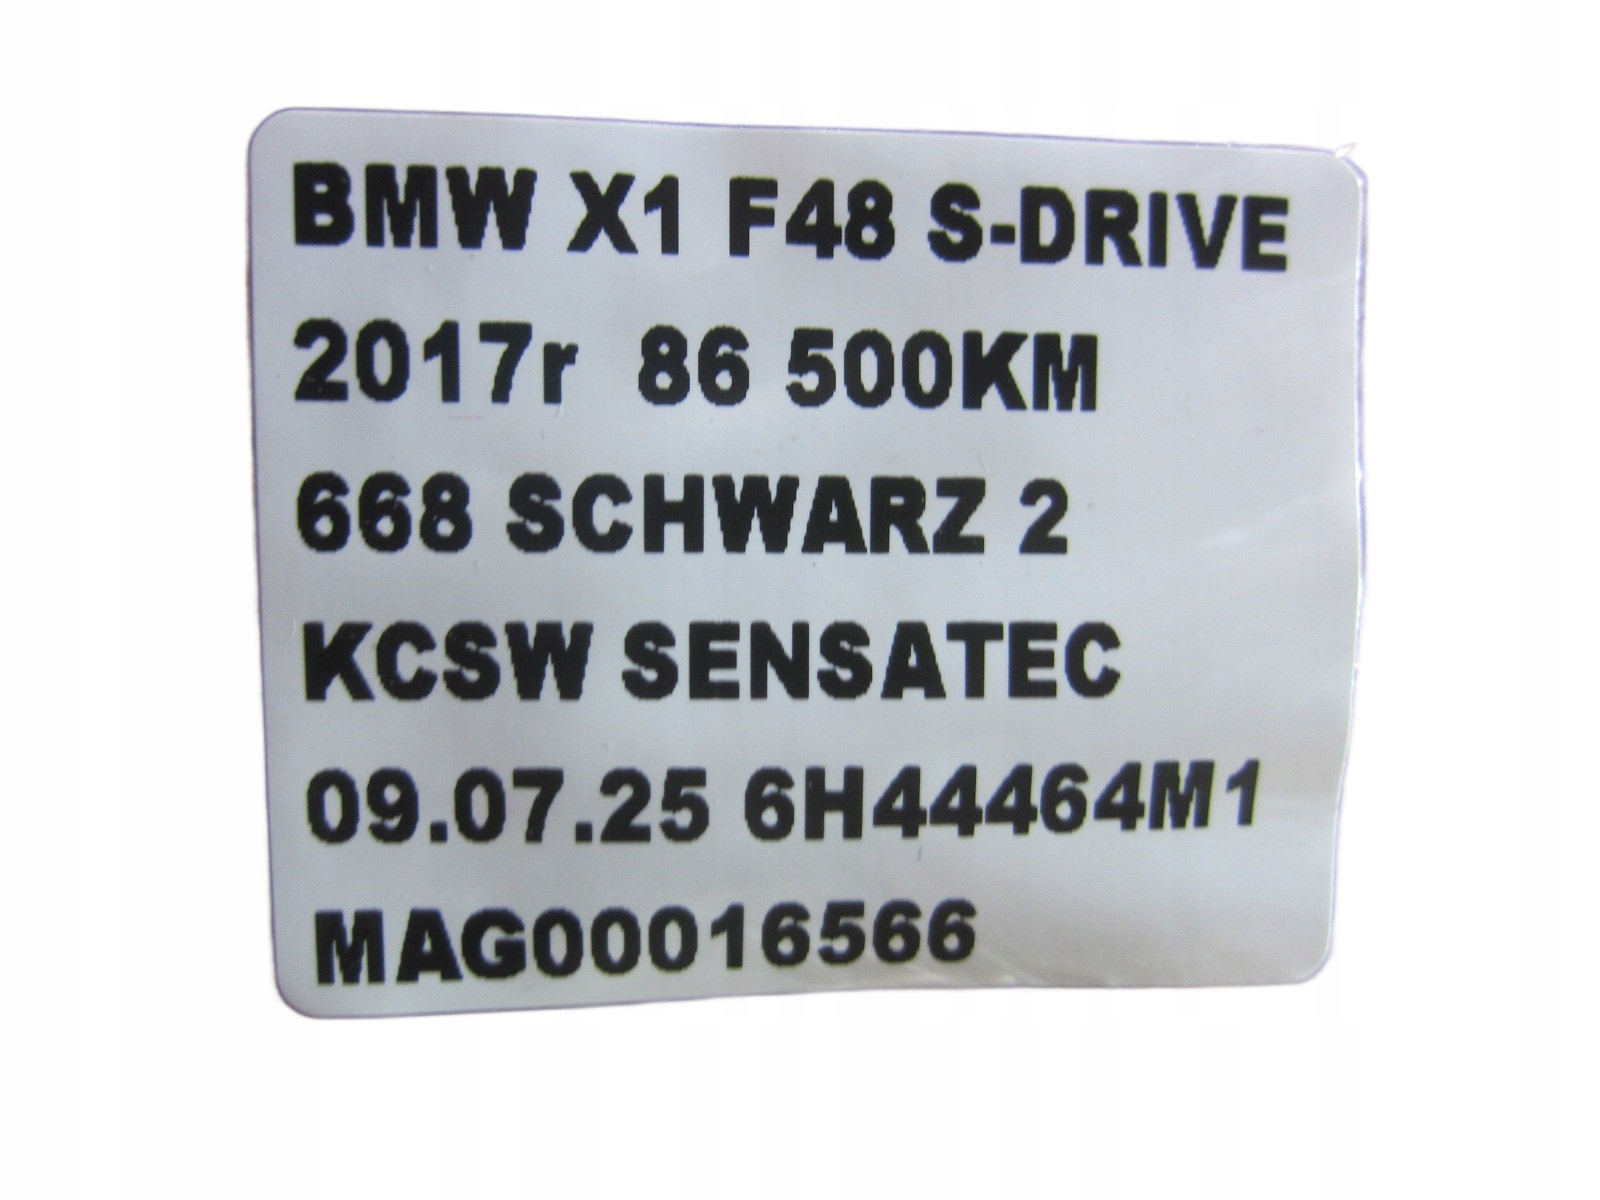 BMW X1 F48 S-DRIVE
2017r 86 500KM
668 SCHWARZ 2
KCSW SENSATEC
09.07.25 6H44464M1
MAG00016566